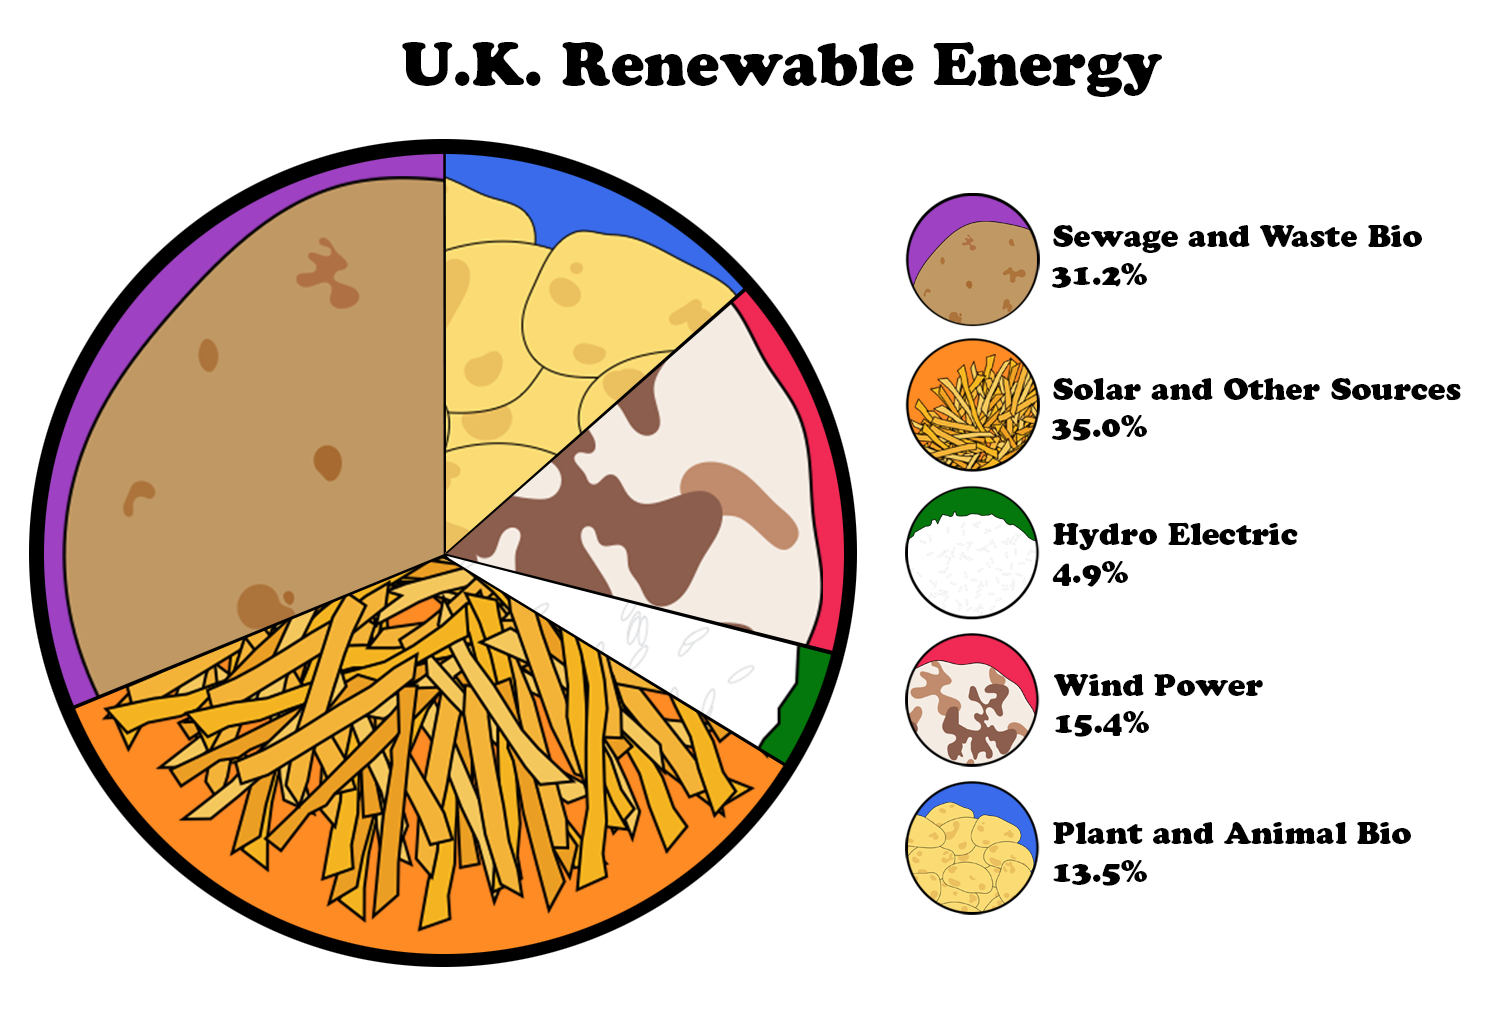 U.K. Renewable Energy
Sewage and Waste Bio
31.2%
Solar and Other Sources
35.0%
Hydro Electric
4.9%
Wind Power
15.4%
Plant and Animal Bio
13.5%